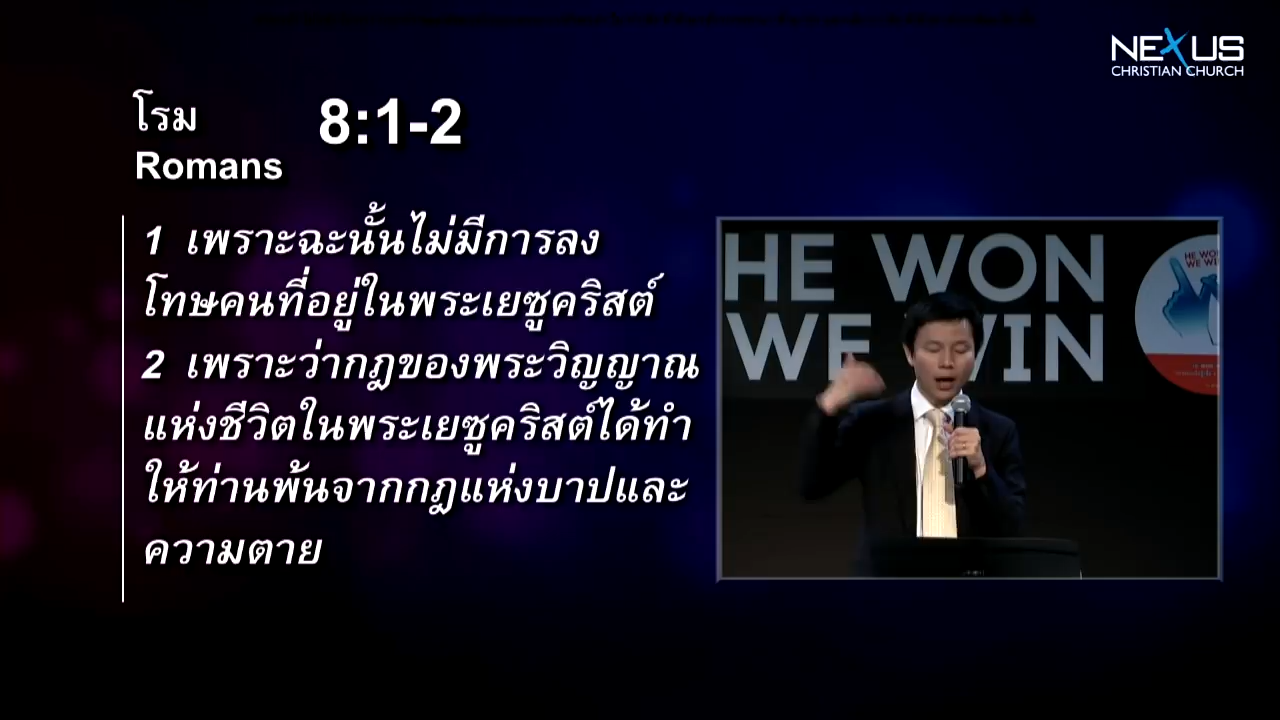 NEXUS
CHRISTIAN CHURCH
โรม
Romans
8:1-2
1 เพราะฉะนั้นไม่มีการลง
โทษคนที่อยู่ในพระเยซูคริสต์
2 เพราะว่ากฎของพระวิญญาณ
แห่งชีวิตในพระเยซูคริสต์ได้ทำ
ให้ท่านพ้นจากกฎแห่งบาปและ
ความตาย
HE WON
WE WIN
HE WON
WE WIN